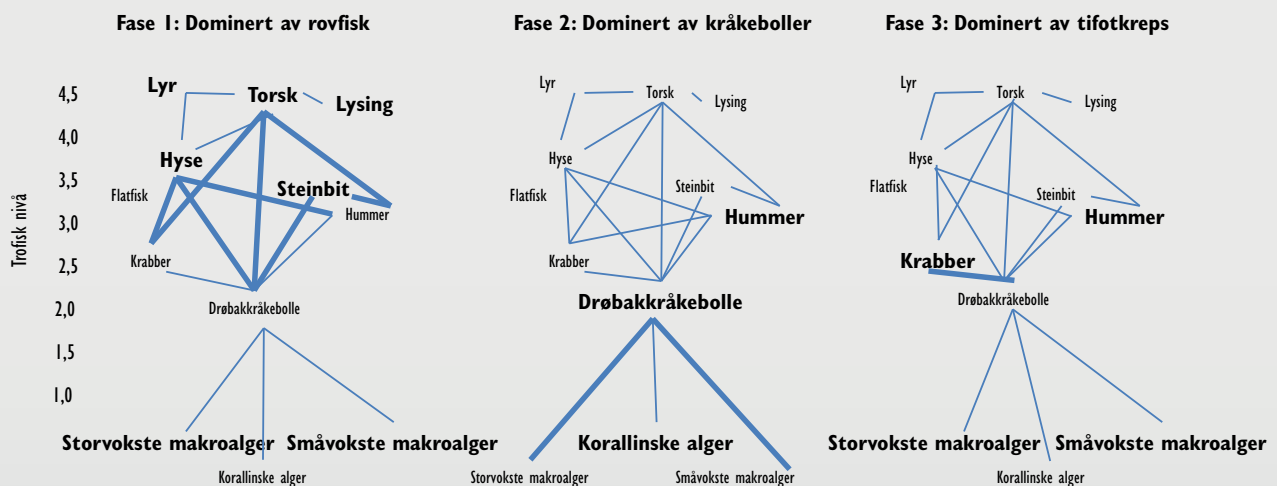 Fase 1: Dominert av rovfisk
Fase 2: Dominert av kråkeboller
Fase 3: Dominert av tifotkreps
Trofisk nivå
4,5
4,0
3,5
3,0
2,5
2,0
1,5
1,0
Lyr
Torsk
Lysing
Hyse
Flatfisk
Steinbit
Hummer
Krabber
Drøbakkråkebolle
Storvokste makroalger
Småvokste makroalger
Korallinske alger
Lyr
Torsk
Lysing
Hyse
Flatfisk
Steinbit
Hummer
Krabber
Drøbakkråkebolle
Korallinske alger
Storvokste makroalger
Småvokste makroalger
Lyr
Torsk
Lysing
Hyse
Flatfisk
Steinbit
Hummer
Krabber
Drøbakkråkebolle
Storvokste makroalger
Småvokste makroalger
Korallinske alger